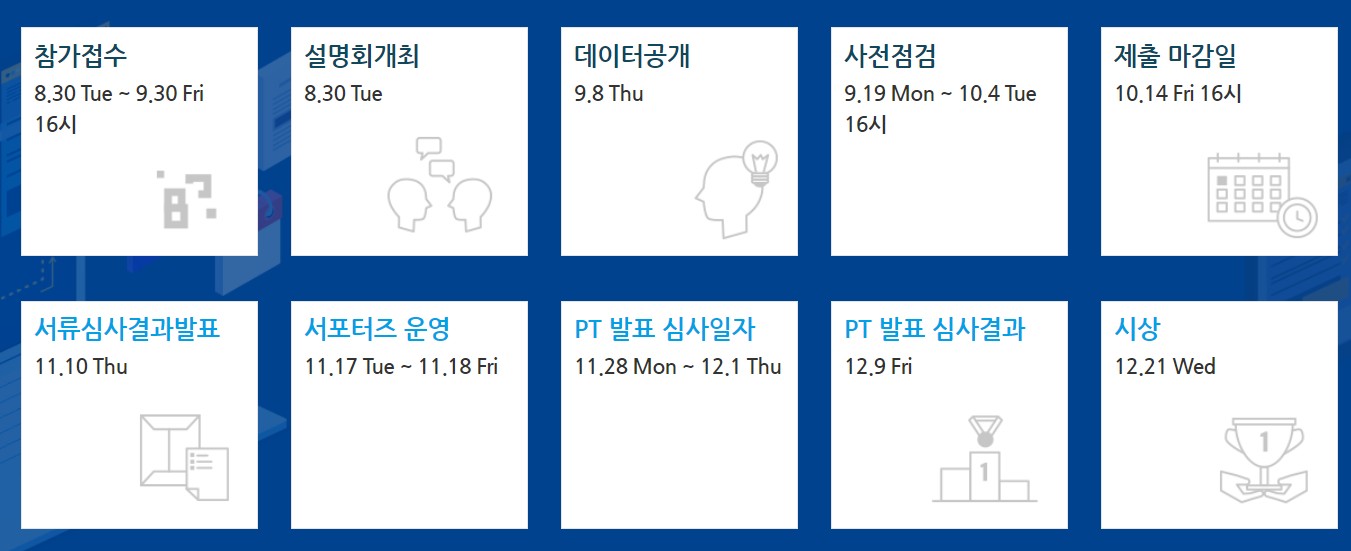 참가접수
8.30 Tue ~ 9.30 Fri
16시
설명회개최
8.30 Tue
데이터공개
9.8 Thu
사전점검
9.19 Mon ~ 10.4 Tue
16시
제출 마감일
10.14 Fri 16시
서류심사결과발표
11.10 Thu
서포터즈 운영
11.17 Tue ~ 11.18 Fri
PT 발표 심사일자
11.28 Mon ~ 12.1 Thu
PT 발표 심사결과
12.9 Fri
1
시상
12.21 Wed
1